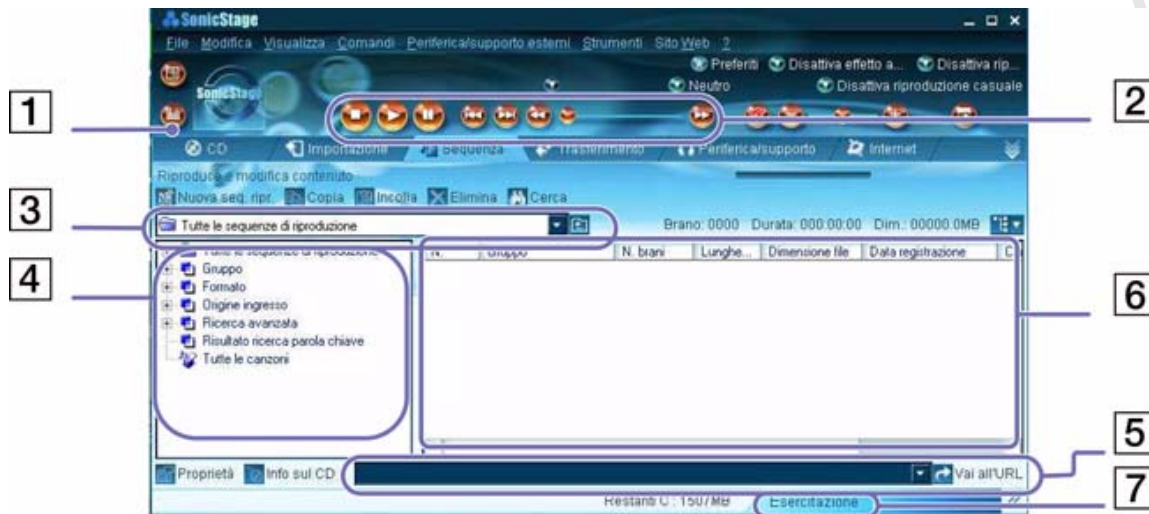 SonicStage
File Modifica Visualizza Comandi Periferica/supporto esterni Strumenti Sito Web ?
Preferiti Disattiva effetto a... Disattiva rip...
SonicStage Neutro Disattiva riproduzione casuale
1
2
CD Importazione Sequenza Trasferimento Periferica/supporto Internet
Riproduce e modifica contenuto
Nuova seq. ripr. Copia Incolla Elimina Cerca
3
Tutte le sequenze di riproduzione Brano: 0000 Durata: 000:00:00 Dim.: 00000.0MB
Tutte le sequenze di riproduzione N. Gruppo N. brani Lunghe... Dimensione file Data registrazione
4
Gruppo
Formato
Origine ingresso
Ricerca avanzata
Risultato ricerca parola chiave
Tutte le canzoni
6
5
Proprietà Info sul CD Vai all'URL
7
Restanti C : 1507MB Esercitazione